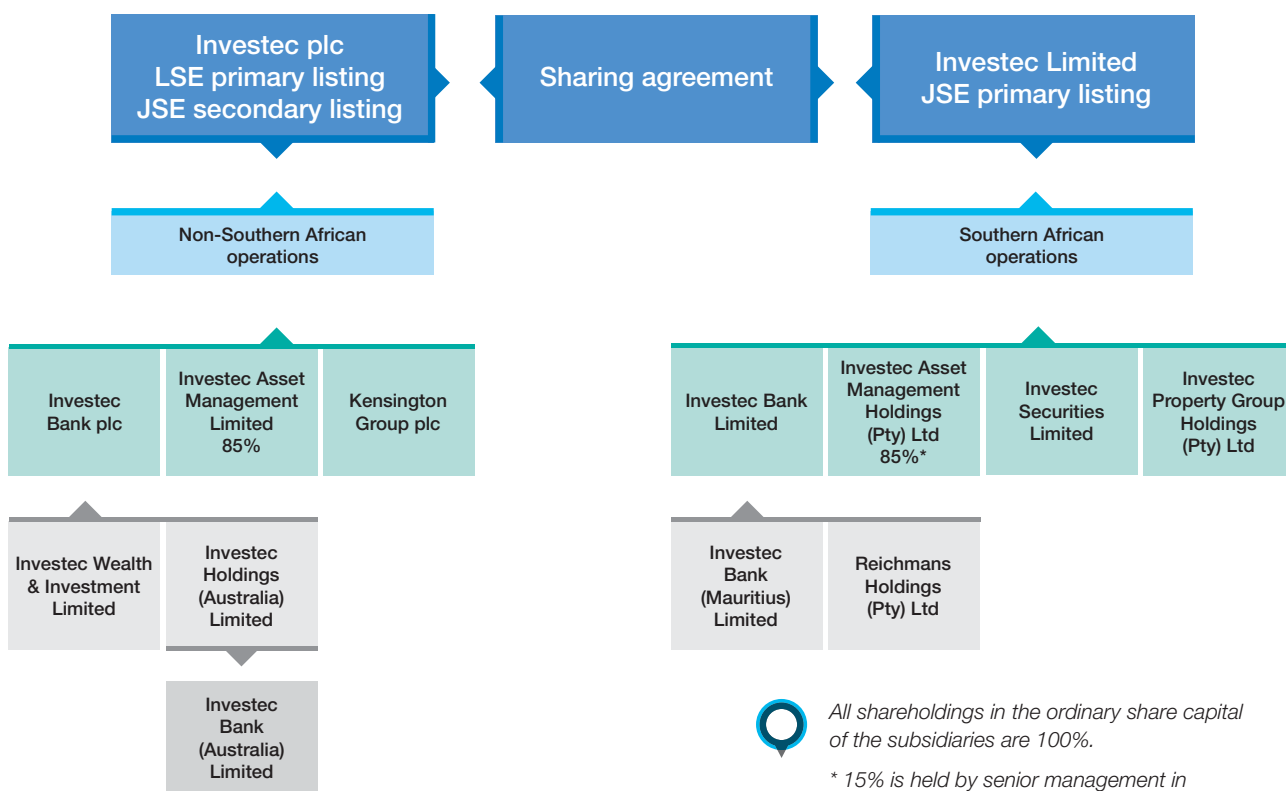 Investec plc
LSE primary listing
JSE secondary listing
Sharing agreement
Investec Limited
JSE primary listing
Non-Southern African
operations
Southern African
operations
Investec
Bank plc
Investec Asset
Management
Limited
85%
Kensington
Group plc
Investec Bank
Limited
Investec Asset
Management
Holdings
(Pty) Ltd
85%*
Investec
Securities
Limited
Investec
Property Group
Holdings
(Pty) Ltd
Investec Wealth
& Investment
Limited
Investec
Holdings
(Australia)
Limited
Investec
Bank
(Mauritius)
Limited
Reichmans
Holdings
(Pty) Ltd
Investec
Bank
(Australia)
Limited
All shareholdings in the ordinary share capital
of the subsidiaries are 100%.
* 15% is held by senior management in